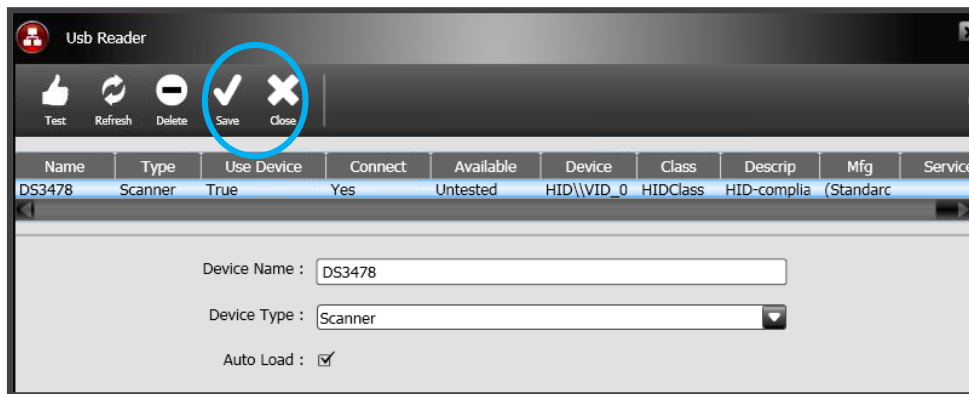 Usb Reader
Test Refresh Delete Save Close
Name Type Use Device Connect Available Device Class Descrip Mfg Service
DS3478 Scanner True Yes Untested HID\\VID_0 HIDClass HID-complia (Standarc
Device Name : DS3478
Device Type : Scanner
Auto Load :